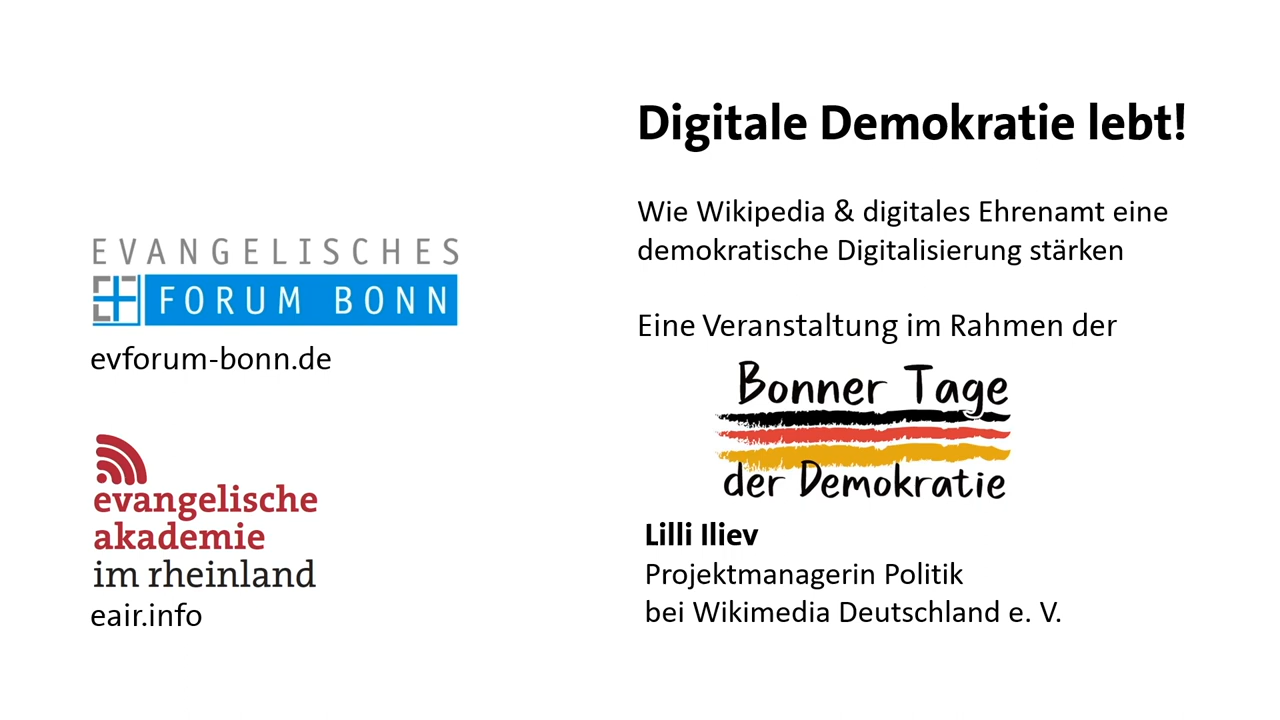 EVANGELISCHES
FORUM BONN
evforum-bonn.de
evangelische
akademie
im rheinland
eair.info
Digitale Demokratie lebt!
Wie Wikipedia & digitales Ehrenamt eine
demokratische Digitalisierung stärken
Eine Veranstaltung im Rahmen der
Bonner Tage
der Demokratie
Lilli Iliev
Projektmanagerin Politik
bei Wikimedia Deutschland e. V.